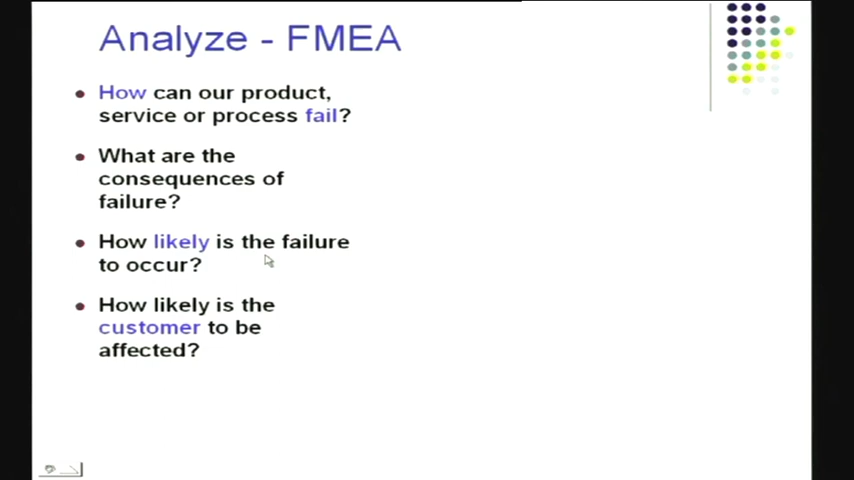 Analyze - FMEA
How can our product,
service or process fail?
What are the
consequences of
failure?
How likely is the failure
to occur?
How likely is the
customer to be
affected?